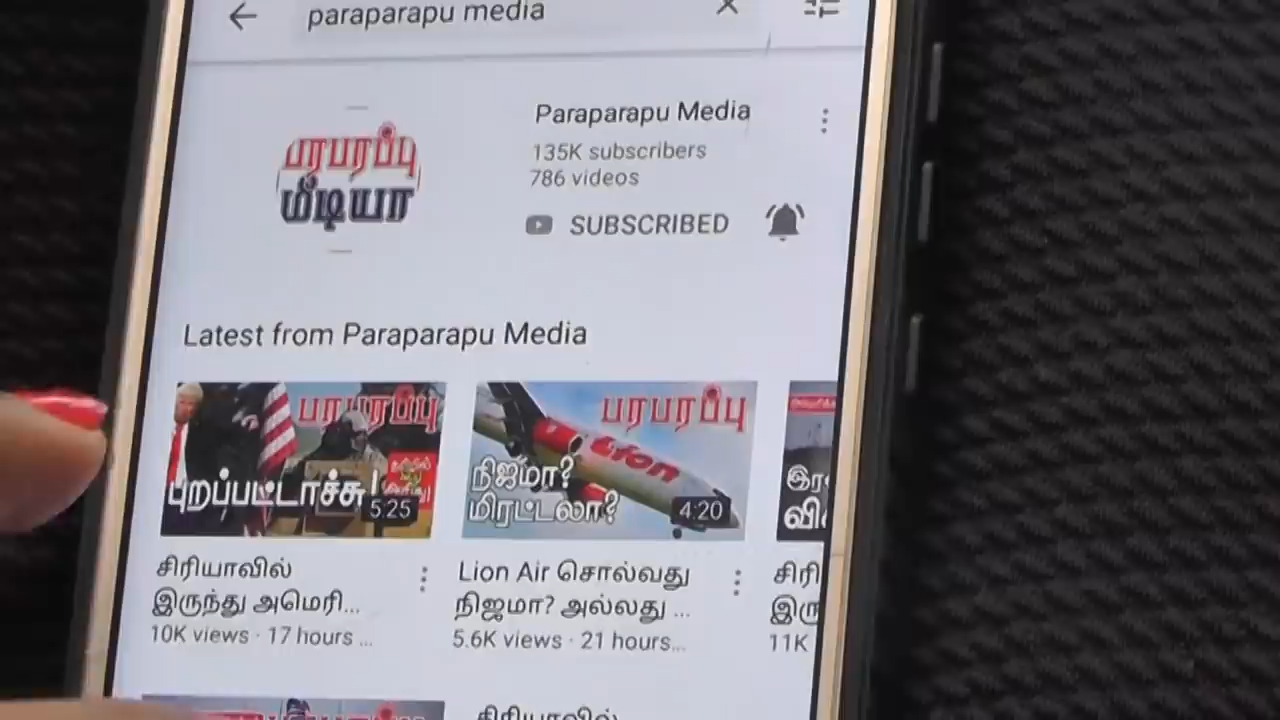 paraparapu media
பரபரப்பு
மீடியா
Paraparapu Media
135K subscribers
786 videos
SUBSCRIBED
Latest from Paraparapu Media
பரபரப்பு
புறப்பட்டாச்சு!
5:25
பரபரப்பு
Lion
நிஜமா?
மிரட்டலா?
4:20
சிரியாவில்
இருந்து அமெரி...
10K views · 17 hours ...
Lion Air சொல்வது
நிஜமா? அல்லது ...
5.6K views · 21 hours...
சிரி
இரு
11K
சிரியாவில்